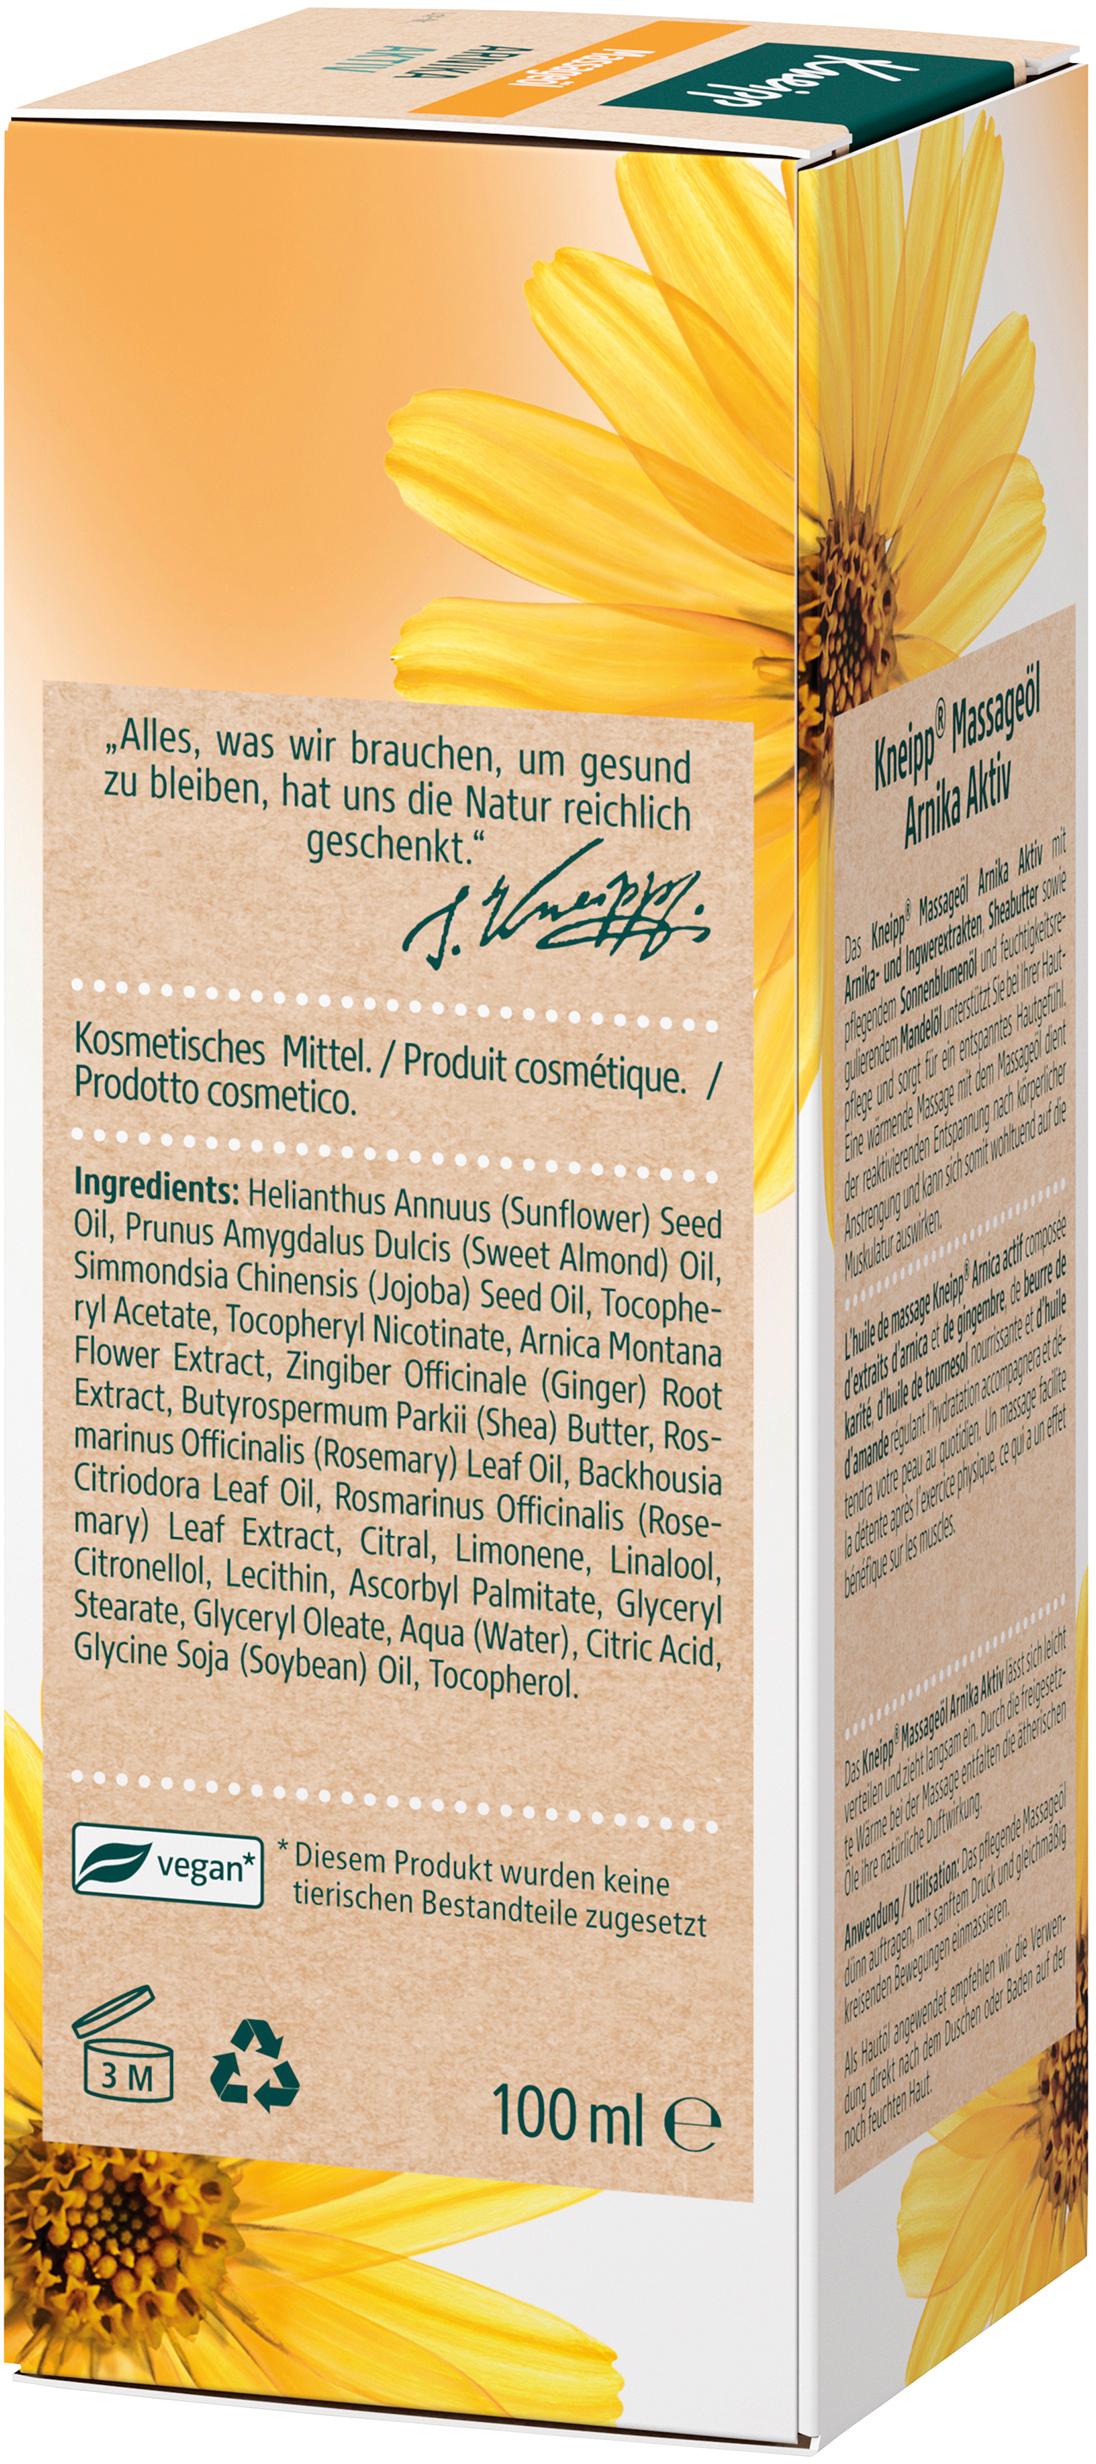 Kneipp
Massageöl
ARNIKA
AKTIV
„Alles, was wir brauchen, um gesund
zu bleiben, hat uns die Natur reichlich
geschenkt.“
S. Kneipp.
Kosmetisches Mittel. / Produit cosmétique. /
Prodotto cosmetico.
Ingredients: Helianthus Annuus (Sunflower) Seed
Oil, Prunus Amygdalus Dulcis (Sweet Almond) Oil,
Simmondsia Chinensis (Jojoba) Seed Oil, Tocophe-
ryl Acetate, Tocopheryl Nicotinate, Arnica Montana
Flower Extract, Zingiber Officinale (Ginger) Root
Extract, Butyrospermum Parkii (Shea) Butter, Ros-
marinus Officinalis (Rosemary) Leaf Oil, Backhousia
Citriodora Leaf Oil, Rosmarinus Officinalis (Rose-
mary) Leaf Extract, Citral, Limonene, Linalool,
Citronellol, Lecithin, Ascorbyl Palmitate, Glyceryl
Stearate, Glyceryl Oleate, Aqua (Water), Citric Acid,
Glycine Soja (Soybean) Oil, Tocopherol.
vegan*
* Diesem Produkt wurden keine
tierischen Bestandteile zugesetzt
3 M
100 ml ℮
Kneipp® Massageöl
Arnika Aktiv
Das Kneipp® Massageöl Arnika Aktiv mit
Arnika- und Ingwerextrakten, Sheabutter sowie
pflegendem Sonnenblumenöl und feuchtigkeitsre-
gulierendem Mandelöl unterstützt Sie bei Ihrer Haut-
pflege und sorgt für ein entspanntes Hautgefühl.
Eine wärmende Massage mit dem Massageöl dient
der reaktivierenden Entspannung nach körperlicher
Anstrengung und kann sich somit wohltuend auf die
Muskulatur auswirken.
L'huile de massage Kneipp® Arnica actif composée
d'extraits d'arnica et de gingembre, de beurre de
karité, d'huile de tournesol nourrissante et d'huile
d'amande régulant l'hydratation accompagnera et dé-
tendra votre peau au quotidien. Un massage facilite
la détente après l'exercice physique, ce qui a un effet
bénéfique sur les muscles.
Das Kneipp® Massageöl Arnika Aktiv lässt sich leicht
verteilen und zieht langsam ein. Durch die freigesetz-
te Wärme bei der Massage entfalten die ätherischen
Öle ihre natürliche Duftwirkung.
Anwendung / Utilisation: Das pflegende Massageöl
dünn auftragen, mit sanftem Druck und gleichmäßig
kreisenden Bewegungen einmassieren.
Als Hautöl angewendet empfehlen wir die Verwen-
dung direkt nach dem Duschen oder Baden auf der
noch feuchten Haut.